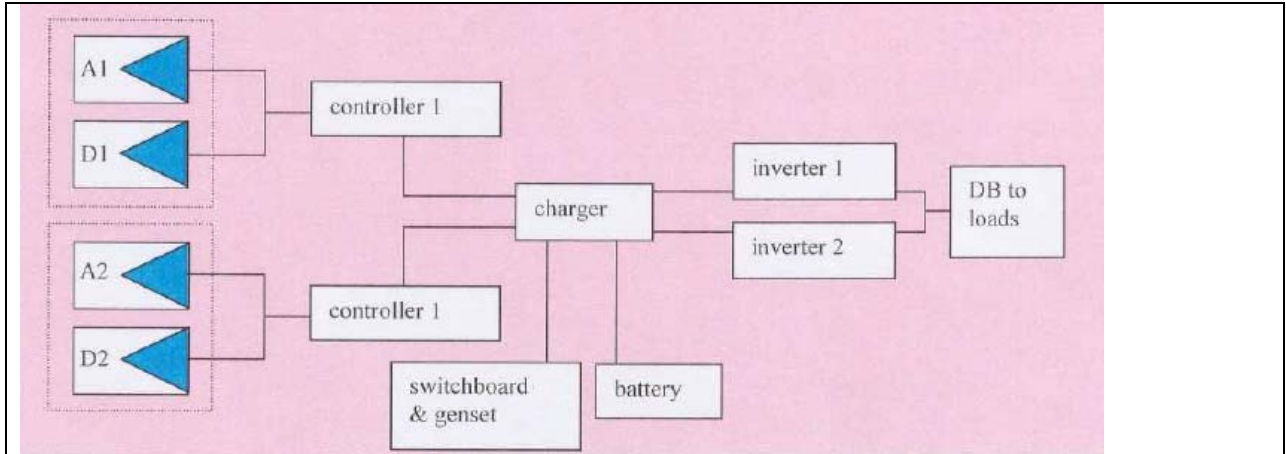 A1
D1
controller 1
A2
D2
controller 1
charger
switchboard
& genset
battery
inverter 1
inverter 2
DB to
loads